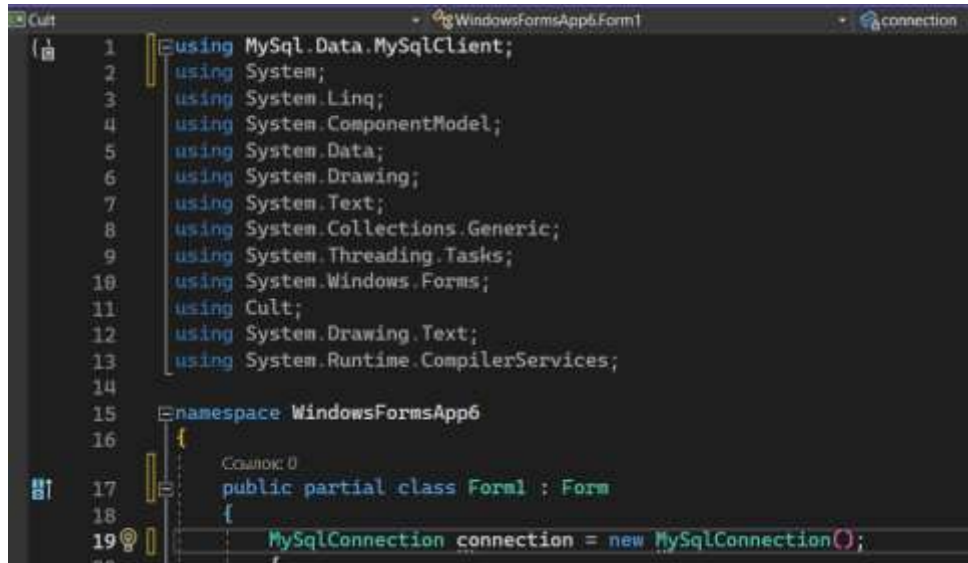 Cult WindowsFormsApp6.Form1 connection
1 using MySql.Data.MySqlClient;
2 using System;
3 using System.Linq;
4 using System.ComponentModel;
5 using System.Data;
6 using System.Drawing;
7 using System.Text;
8 using System.Collections.Generic;
9 using System.Threading.Tasks;
10 using System.Windows.Forms;
11 using Cult;
12 using System.Drawing.Text;
13 using System.Runtime.CompilerServices;
14
15 namespace WindowsFormsApp6
16 {
Ссылок: 0
17 public partial class Form1 : Form
18 {
19 MySqlConnection connection = new MySqlConnection();